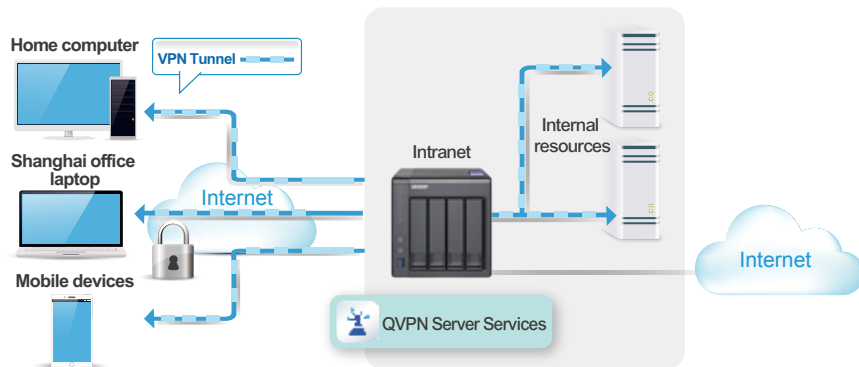 Home computer
VPN Tunnel
Shanghai office
laptop
Internet
Mobile devices
Intranet
Internal
resources
QVPN Server Services
Internet